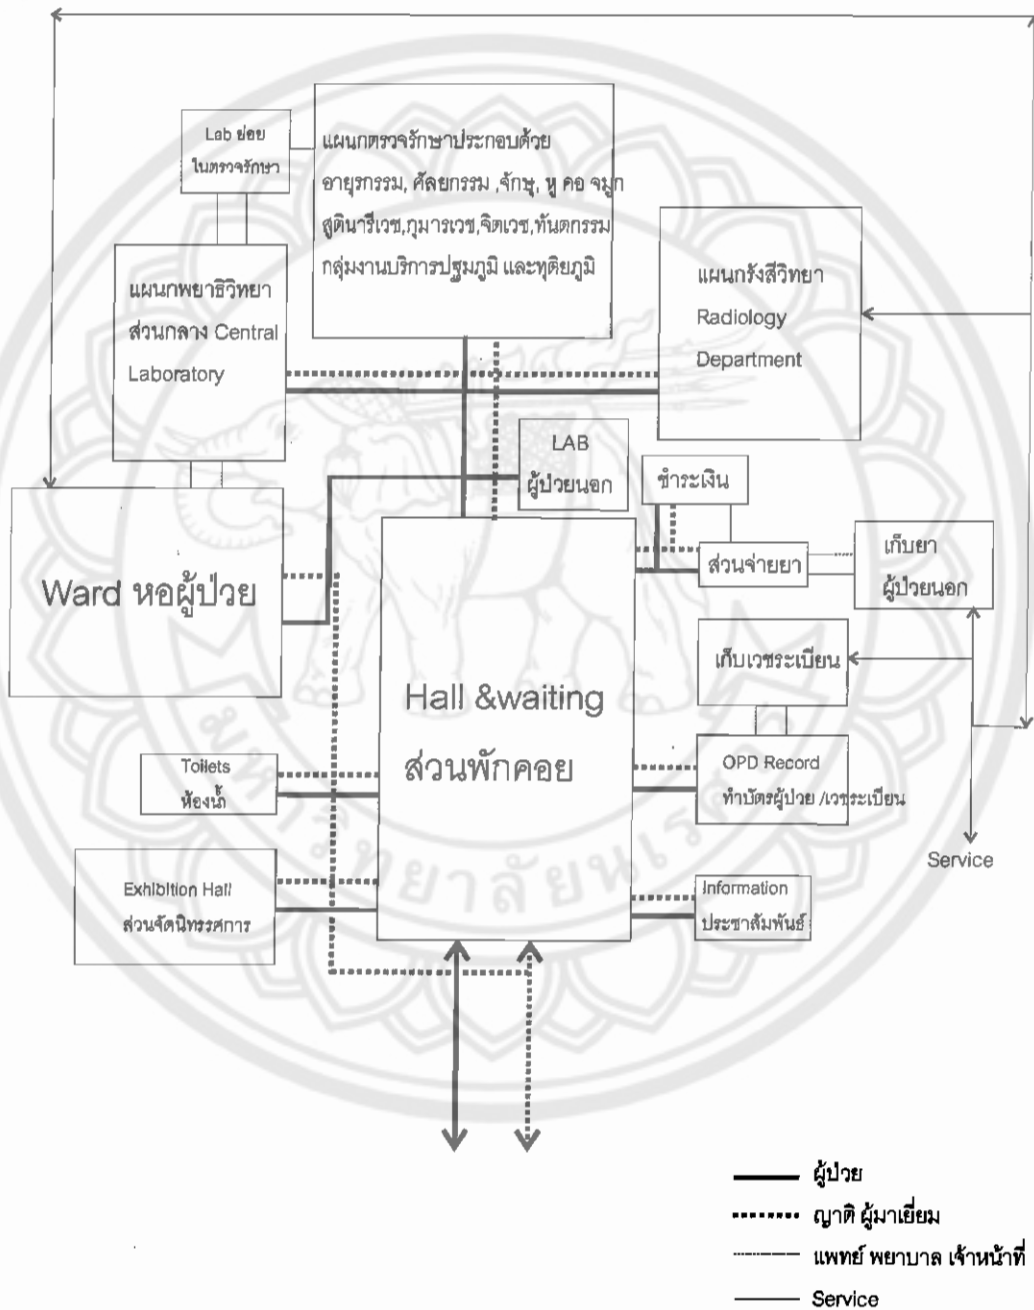 Lab ย่อย
ในตรวจรักษา
แผนกตรวจรักษาประกอบด้วย
อายุรกรรม, ศัลยกรรม ,จักษุ, หู คอ จมูก
สูตินารีเวช,กุมารเวช,จิตเวช,ทันตกรรม
กลุ่มงานบริการปฐมภูมิ และทุติยภูมิ
แผนกพยาธิวิทยา
ส่วนกลาง Central
Laboratory
แผนกรังสีวิทยา
Radiology
Department
LAB
ผู้ป่วยนอก
ชำระเงิน
ส่วนจ่ายยา
เก็บยา
ผู้ป่วยนอก
Ward หอผู้ป่วย
เก็บเวชระเบียน
Hall &waiting
ส่วนพักคอย
Toilets
ห้องน้ำ
OPD Record
ทำบัตรผู้ป่วย /เวชระเบียน
Service
Exhibition Hall
ส่วนจัดนิทรรศการ
Information
ประชาสัมพันธ์
มหาวิทยาลัยนเรศวร
ผู้ป่วย
ญาติ ผู้มาเยี่ยม
แพทย์ พยาบาล เจ้าหน้าที่
Service